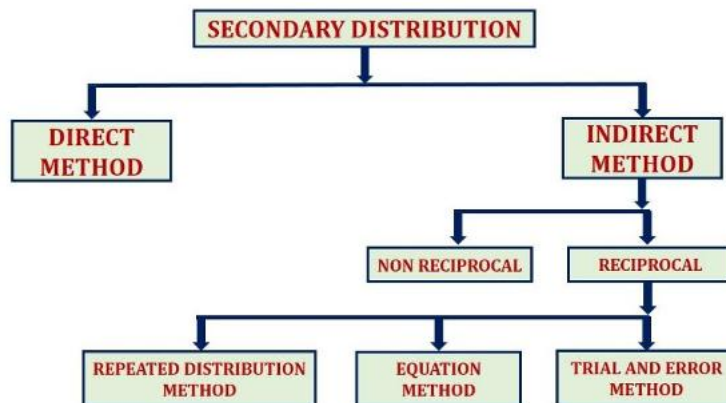 SECONDARY DISTRIBUTION
DIRECT
METHOD
INDIRECT
METHOD
NON RECIPROCAL
RECIPROCAL
REPEATED DISTRIBUTION
METHOD
EQUATION
METHOD
TRIAL AND ERROR
METHOD